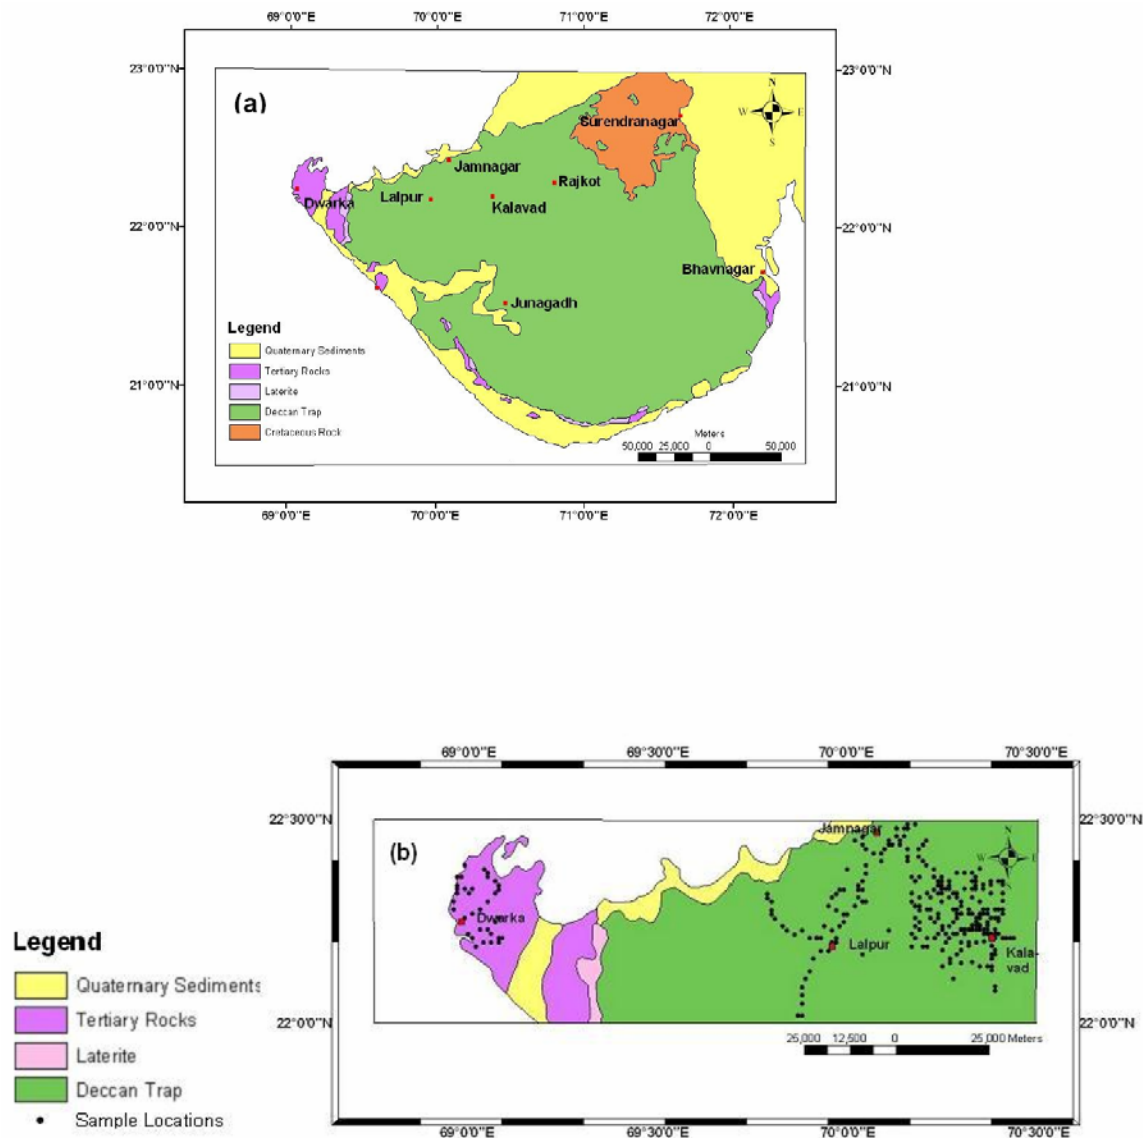 69°0'0"E 70°0'0"E 71°0'0"E 72°0'0"E
23°0'0"N 23°0'0"N
(a)
N
W E
S
Surendranagar
Jamnagar
Rajkot
Lalpur
Kalavad
Dwarka
22°0'0"N 22°0'0"N
Bhavnagar
Junagadh
Legend
Quaternary Sediments
Tertiary Rocks
Laterite
Deccan Trap
Cretaceous Rock
21°0'0"N 21°0'0"N
Meters
50,000 25,000 0 50,000
69°0'0"E 70°0'0"E 71°0'0"E 72°0'0"E
69°0'0"E 69°30'0"E 70°0'0"E 70°30'0"E
22°30'0"N 22°30'0"N
(b)
Jamnagar
N
W E
S
Dwarka
Lalpur
Kala-
vad
22°0'0"N 22°0'0"N
25,000 12,500 0 25,000 Meters
69°0'0"E 69°30'0"E 70°0'0"E 70°30'0"E
Legend
Quaternary Sediments
Tertiary Rocks
Laterite
Deccan Trap
Sample Locations